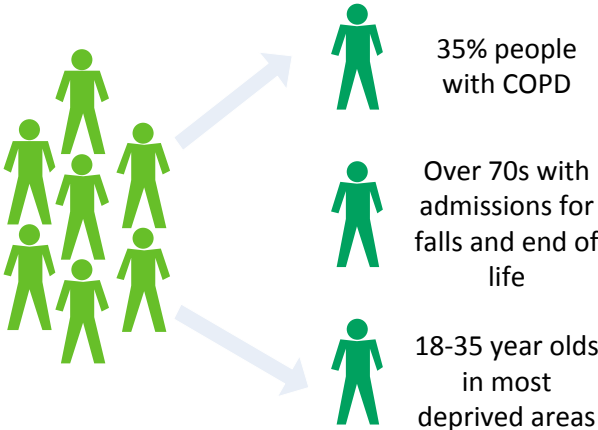 35% people
with COPD
Over 70s with
admissions for
falls and end of
life
18-35 year olds
in most
deprived areas